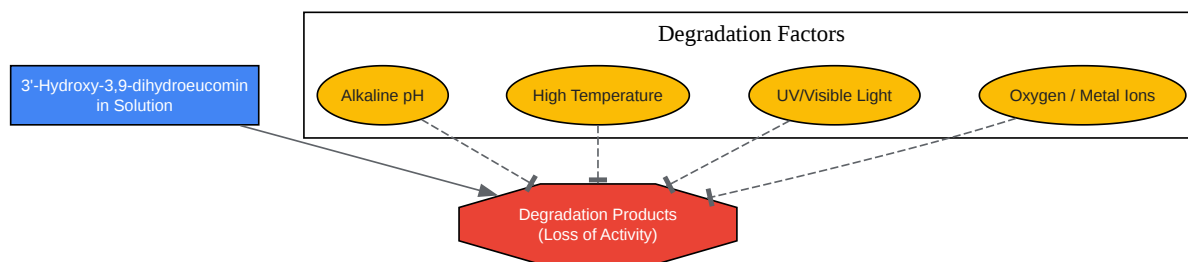 Degradation Factors
3'-Hydroxy-3,9-dihydroeucomin
in Solution
Alkaline pH
High Temperature
UV/Visible Light
Oxygen / Metal Ions
Degradation Products
(Loss of Activity)